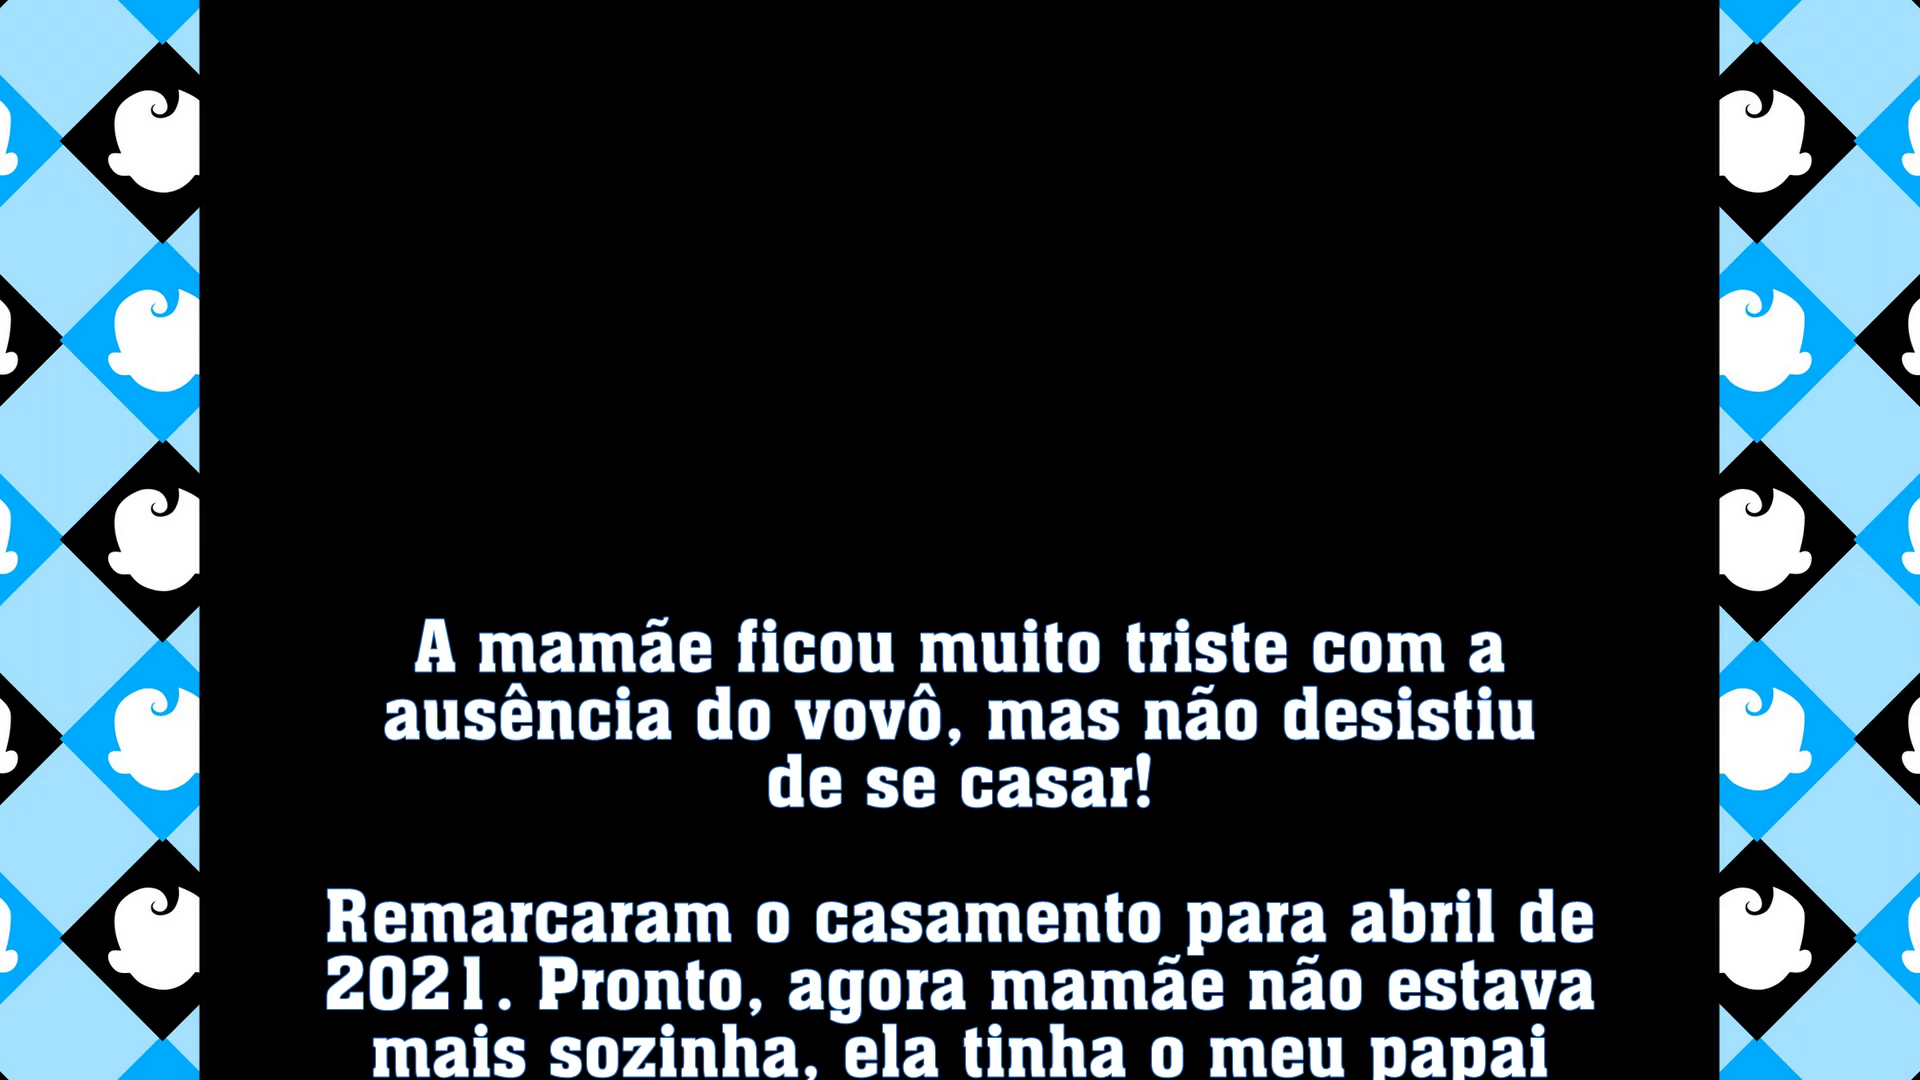 A mamãe ficou muito triste com a
ausência do vovô, mas não desistiu
de se casar!
Remarcaram o casamento para abril de
2021. Pronto, agora mamãe não estava
mais sozinha, ela tinha o meu papai